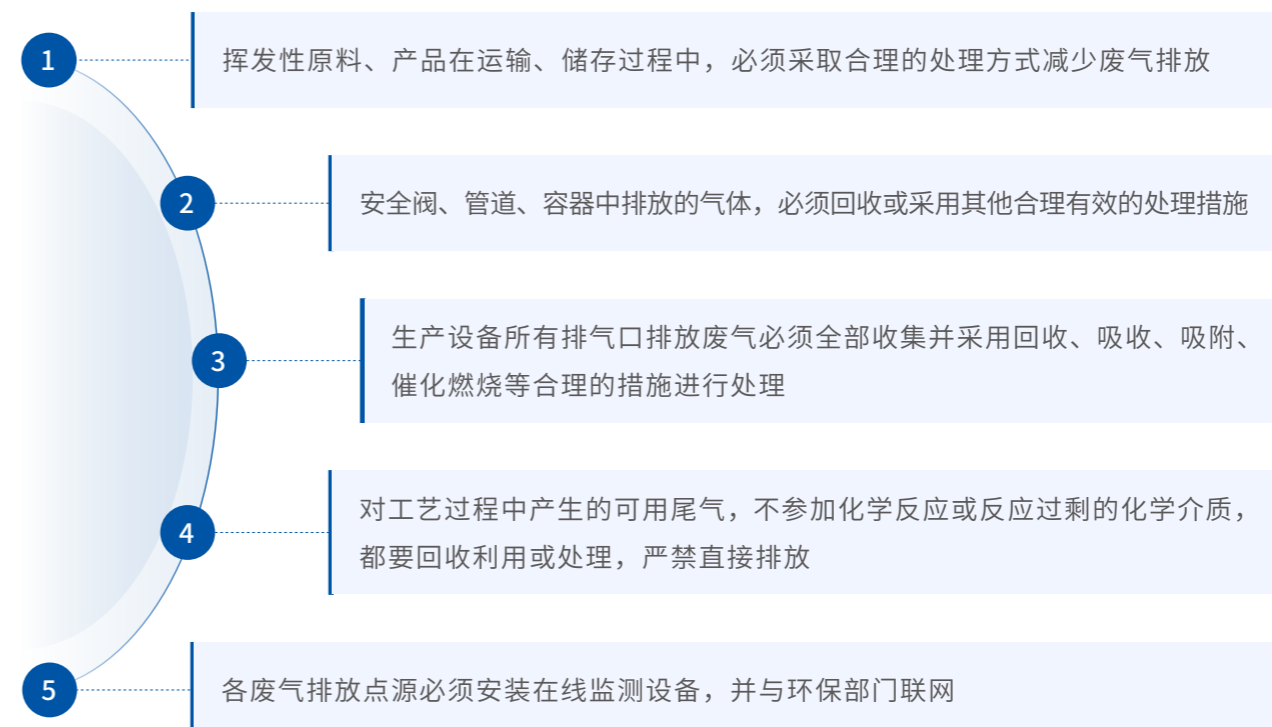 1
挥发性原料、产品在运输、储存过程中，必须采取合理的处理方式减少废气排放
2
安全阀、管道、容器中排放的气体，必须回收或采用其他合理有效的处理措施
3
生产设备所有排气口排放废气必须全部收集并采用回收、吸收、吸附、
催化燃烧等合理的措施进行处理
4
对工艺过程中产生的可用尾气，不参加化学反应或反应过剩的化学介质，
都要回收利用或处理，严禁直接排放
5
各废气排放点源必须安装在线监测设备，并与环保部门联网